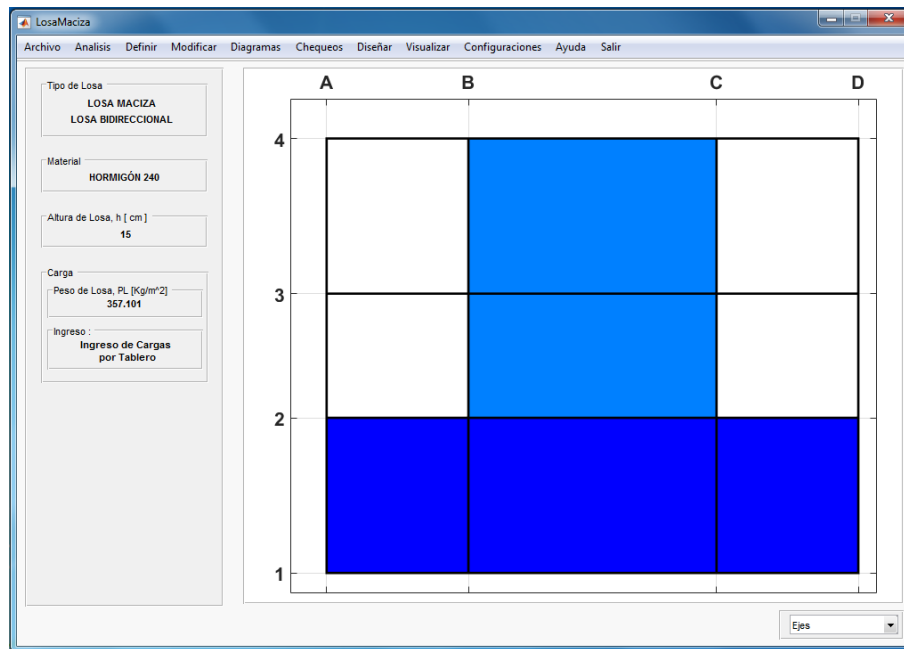 LosaMaciza
Archivo Analisis Definir Modificar Diagramas Chequeos Diseñar Visualizar Configuraciones Ayuda Salir
Tipo de Losa
LOSA MACIZA
LOSA BIDIRECCIONAL
Material
HORMIGÓN 240
Altura de Losa, h [ cm ]
15
Carga
Peso de Losa, PL [Kg/m^2]
357.101
Ingreso :
Ingreso de Cargas
por Tablero
A B C D
4
3
2
1
Ejes